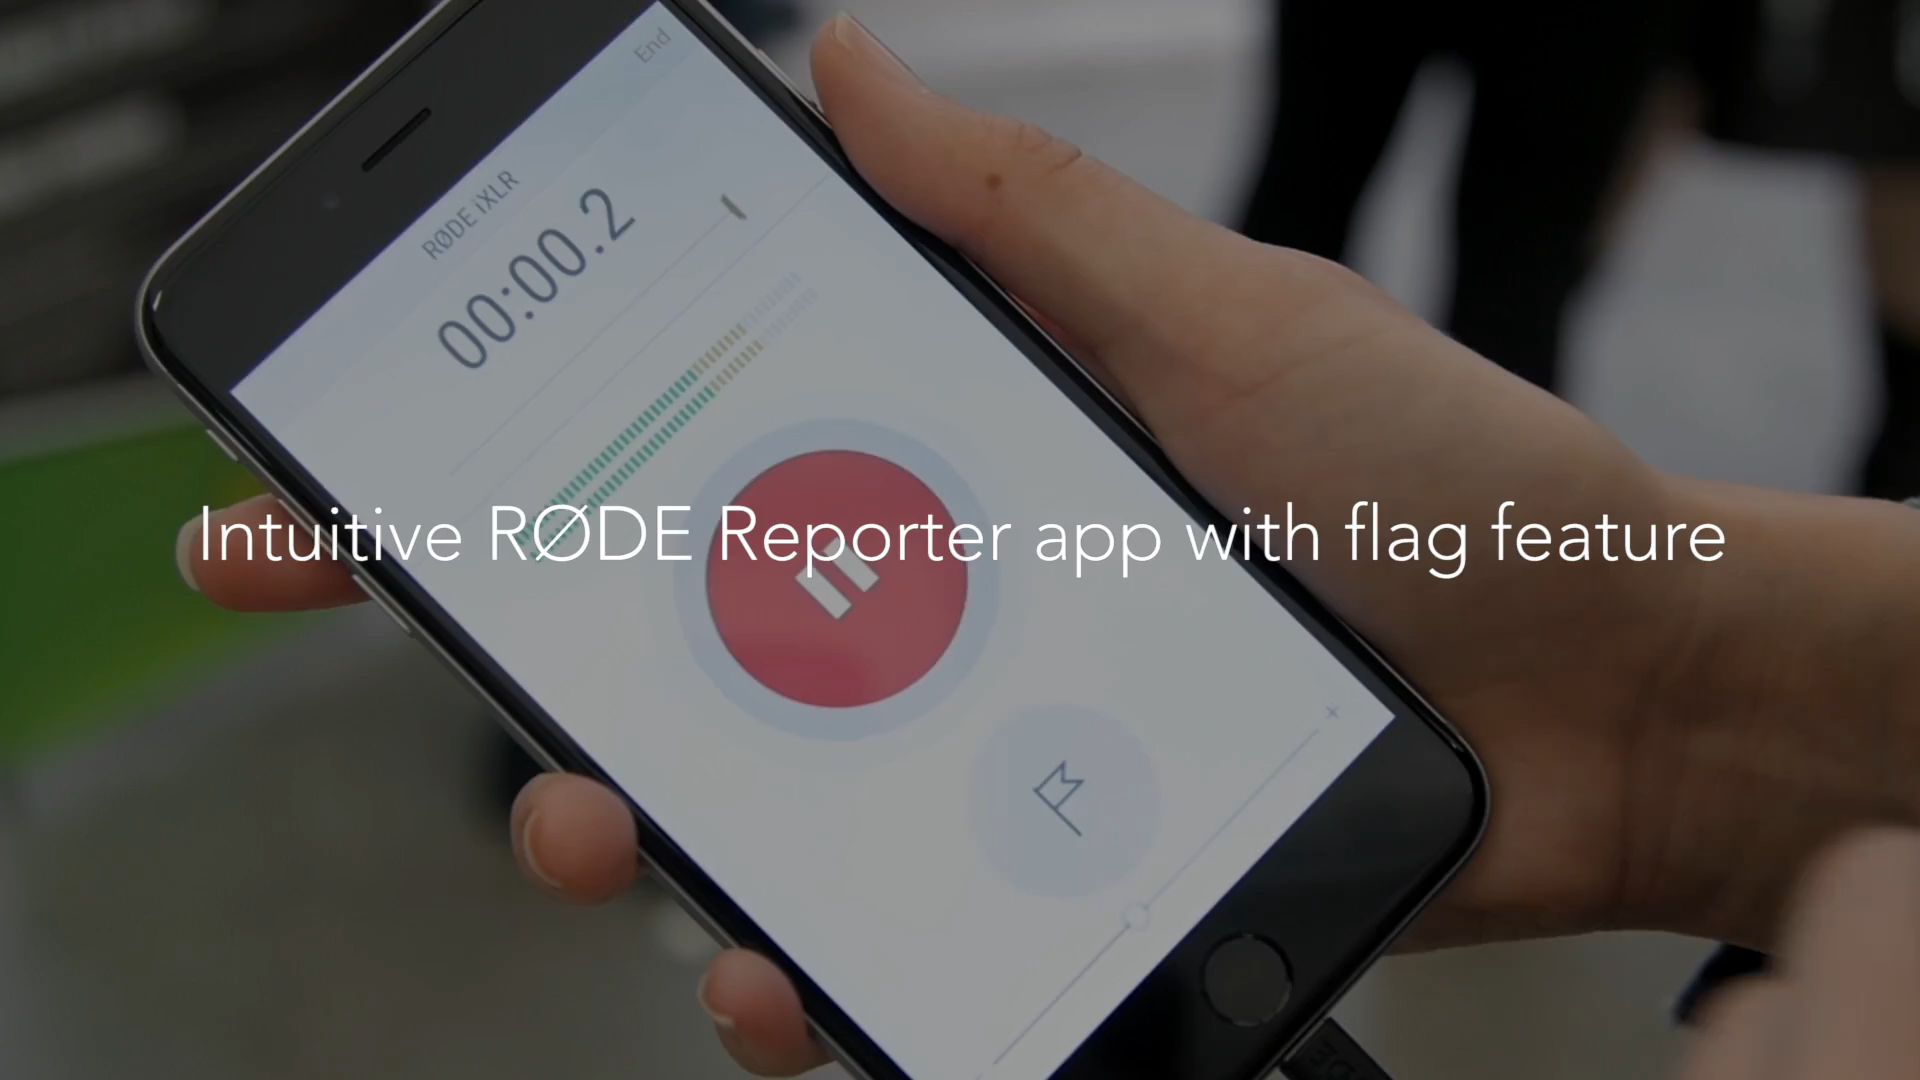 End
RØDE iXLR
00:00.2
Intuitive RØDE Reporter app with flag feature